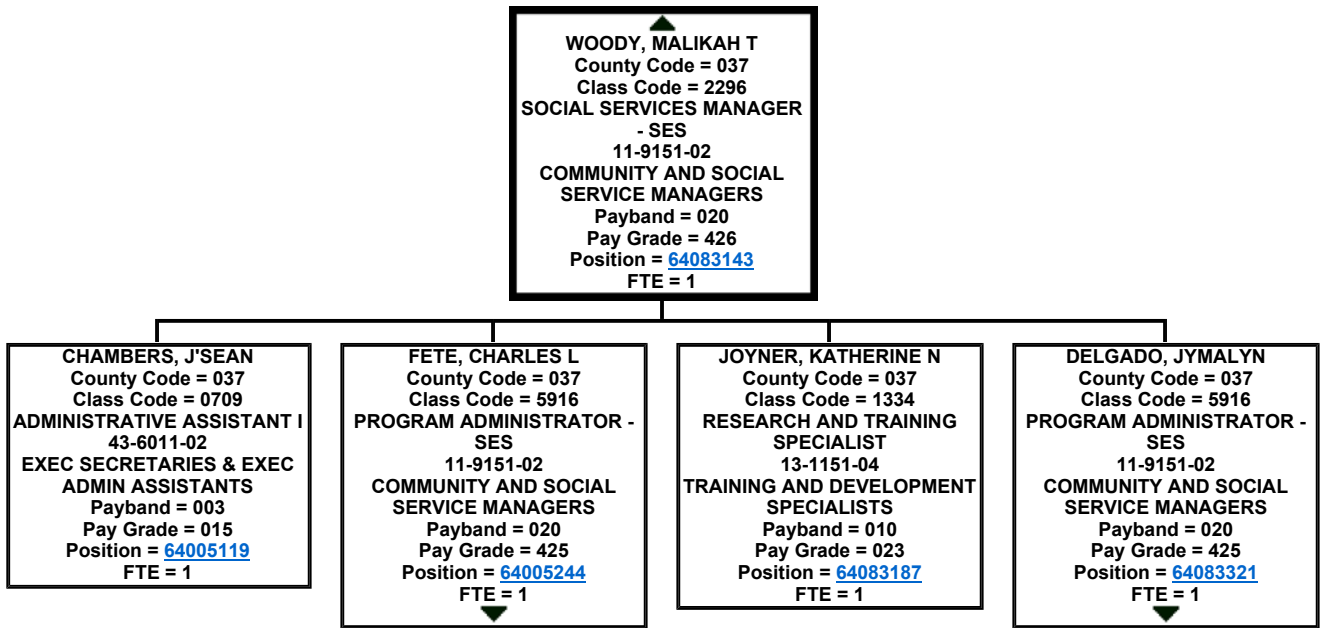 WOODY, MALIKAH T
County Code = 037
Class Code = 2296
SOCIAL SERVICES MANAGER
- SES
11-9151-02
COMMUNITY AND SOCIAL
SERVICE MANAGERS
Payband = 020
Pay Grade = 426
Position = 64083143
FTE = 1
CHAMBERS, J'SEAN
County Code = 037
Class Code = 0709
ADMINISTRATIVE ASSISTANT I
43-6011-02
EXEC SECRETARIES & EXEC
ADMIN ASSISTANTS
Payband = 003
Pay Grade = 015
Position = 64005119
FTE = 1
FETE, CHARLES L
County Code = 037
Class Code = 5916
PROGRAM ADMINISTRATOR -
SES
11-9151-02
COMMUNITY AND SOCIAL
SERVICE MANAGERS
Payband = 020
Pay Grade = 425
Position = 64005244
FTE = 1
JOYNER, KATHERINE N
County Code = 037
Class Code = 1334
RESEARCH AND TRAINING
SPECIALIST
13-1151-04
TRAINING AND DEVELOPMENT
SPECIALISTS
Payband = 010
Pay Grade = 023
Position = 64083187
FTE = 1
DELGADO, JYMALYN
County Code = 037
Class Code = 5916
PROGRAM ADMINISTRATOR -
SES
11-9151-02
COMMUNITY AND SOCIAL
SERVICE MANAGERS
Payband = 020
Pay Grade = 425
Position = 64083321
FTE = 1